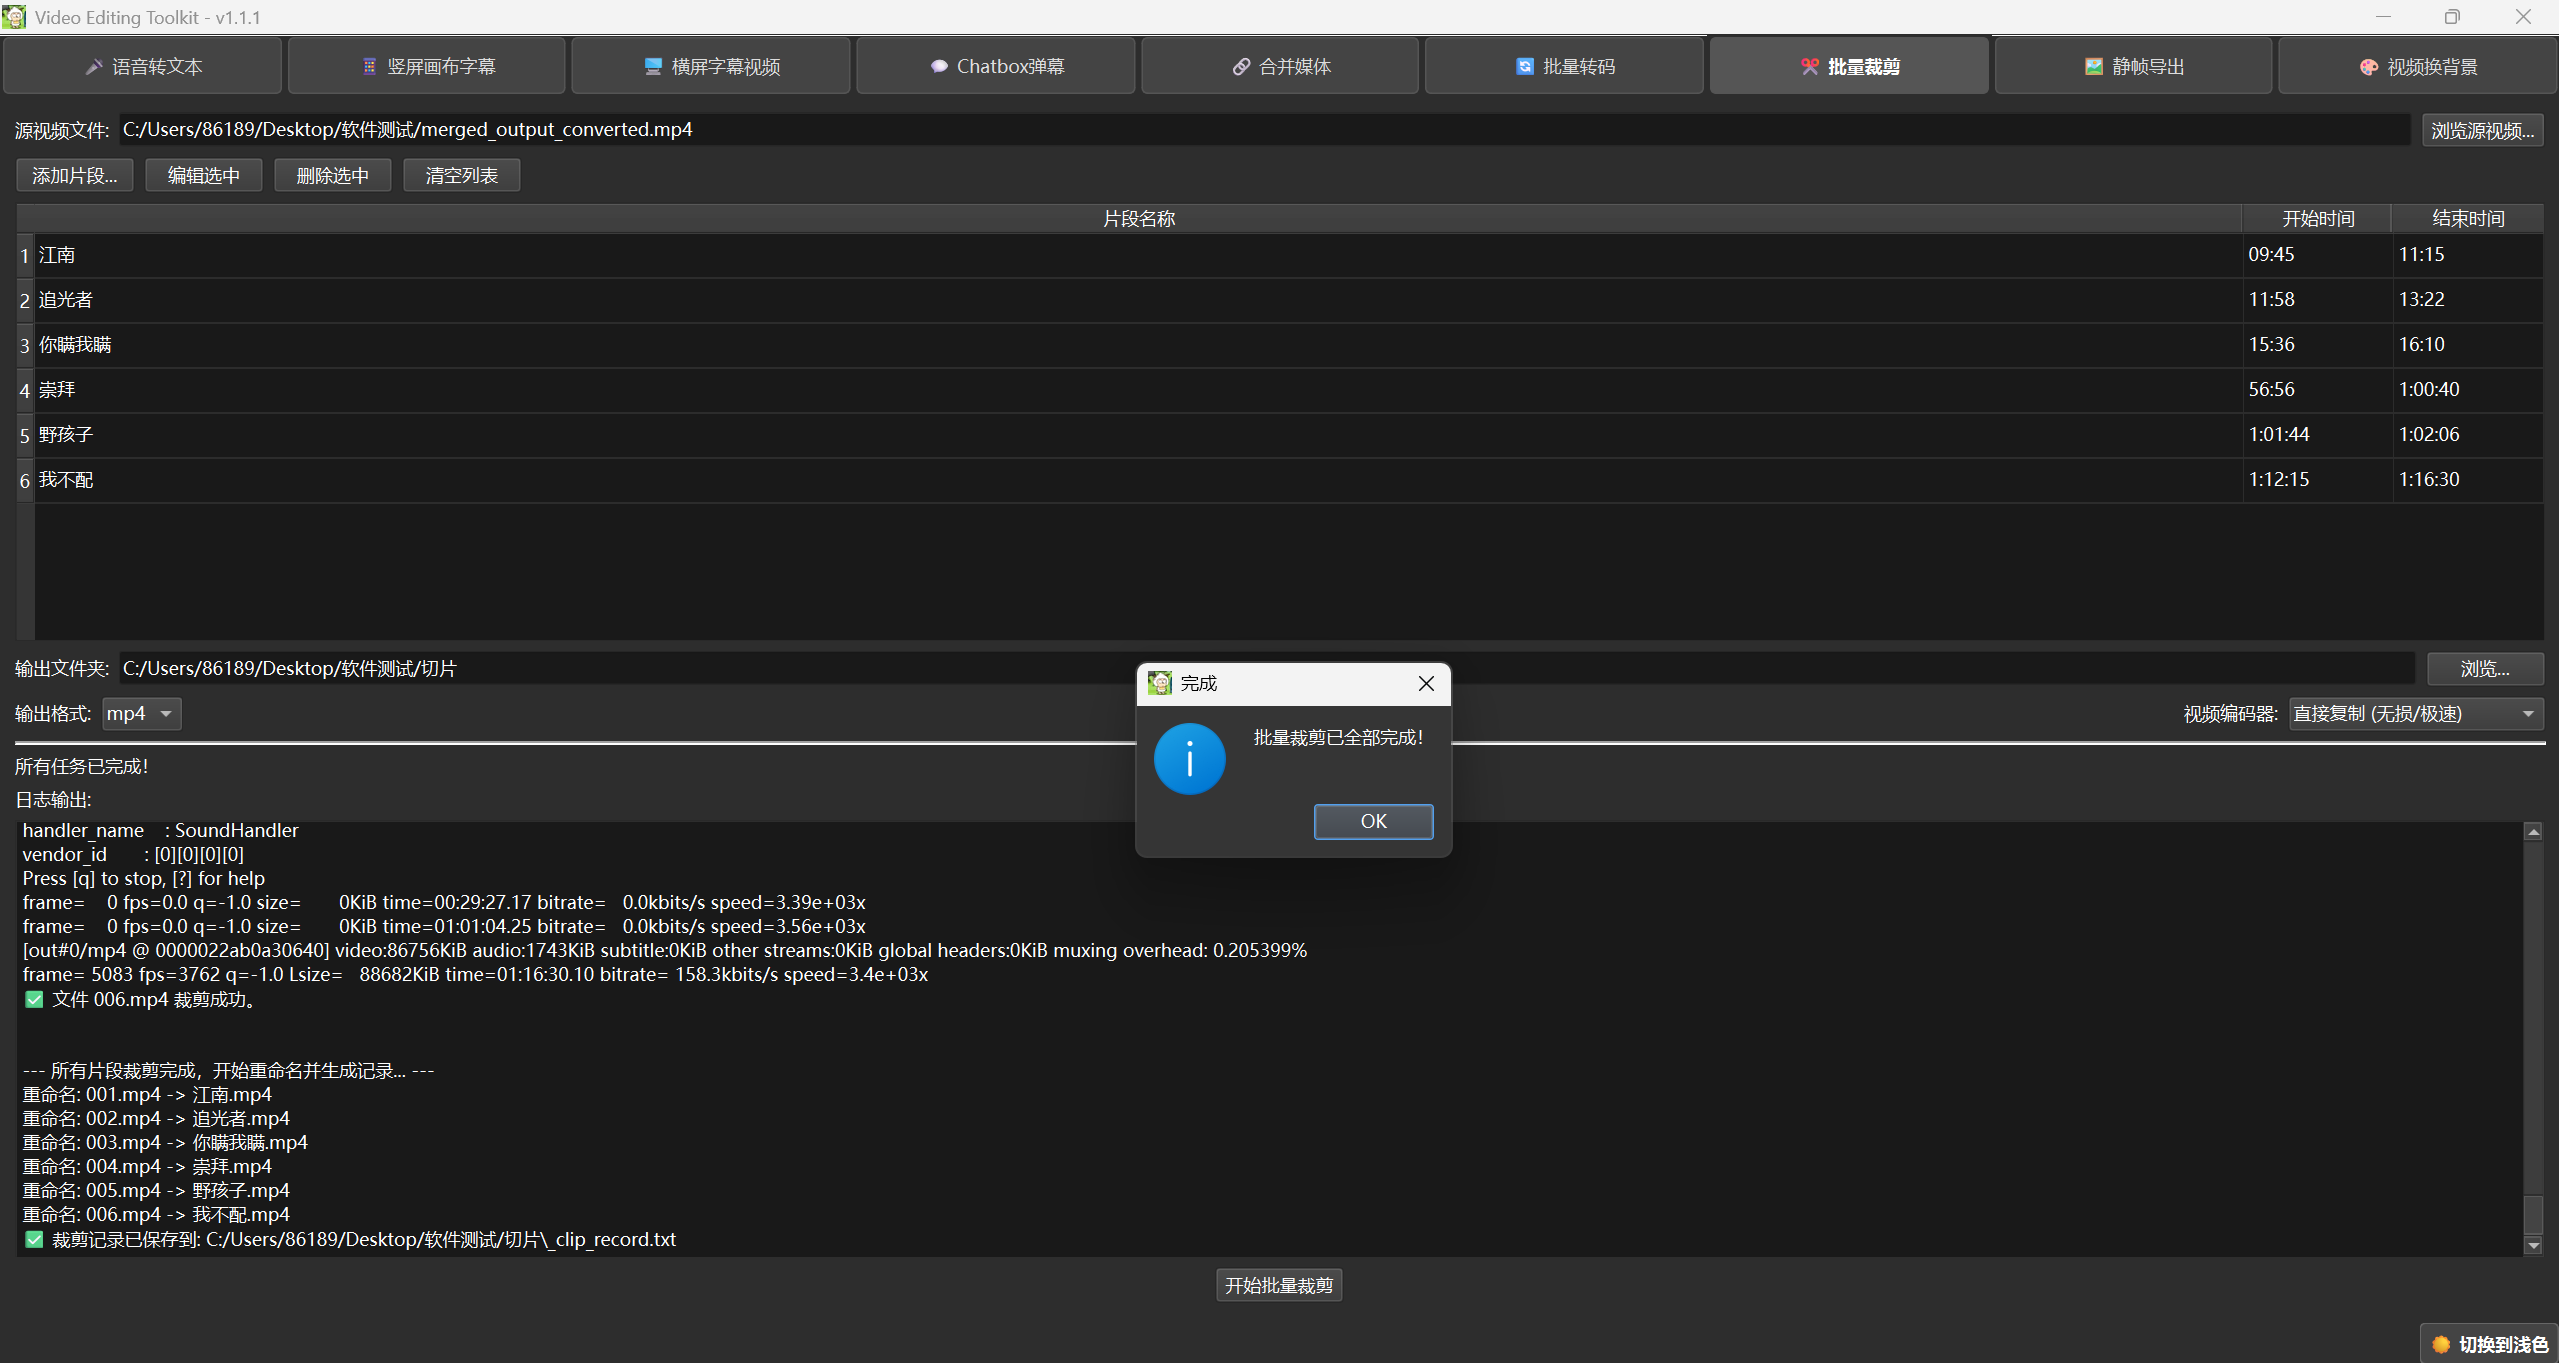 Video Editing Toolkit - v1.1.1
语音转文本
竖屏画布字幕
横屏字幕视频
Chatbox弹幕
合并媒体
批量转码
批量裁剪
静帧导出
视频换背景
源视频文件: C:/Users/86189/Desktop/软件测试/merged_output_converted.mp4 浏览源视频...
添加片段... 编辑选中 删除选中 清空列表
片段名称 开始时间 结束时间
1 江南 09:45 11:15
2 追光者 11:58 13:22
3 你瞒我瞒 15:36 16:10
4 崇拜 56:56 1:00:40
5 野孩子 1:01:44 1:02:06
6 我不配 1:12:15 1:16:30
输出文件夹: C:/Users/86189/Desktop/软件测试/切片 浏览...
输出格式: mp4 视频编码器: 直接复制 (无损/极速)
完成
批量裁剪已全部完成！
OK
所有任务已完成！
日志输出:
handler_name : SoundHandler
vendor_id : [0][0][0][0]
Press [q] to stop, [?] for help
frame= 0 fps=0.0 q=-1.0 size= 0KiB time=00:29:27.17 bitrate= 0.0kbits/s speed=3.39e+03x
frame= 0 fps=0.0 q=-1.0 size= 0KiB time=01:01:04.25 bitrate= 0.0kbits/s speed=3.56e+03x
[out#0/mp4 @ 0000022ab0a30640] video:86756KiB audio:1743KiB subtitle:0KiB other streams:0KiB global headers:0KiB muxing overhead: 0.205399%
frame= 5083 fps=3762 q=-1.0 Lsize= 88682KiB time=01:16:30.10 bitrate= 158.3kbits/s speed=3.4e+03x
✅ 文件 006.mp4 裁剪成功。
--- 所有片段裁剪完成，开始重命名并生成记录... ---
重命名: 001.mp4 -> 江南.mp4
重命名: 002.mp4 -> 追光者.mp4
重命名: 003.mp4 -> 你瞒我瞒.mp4
重命名: 004.mp4 -> 崇拜.mp4
重命名: 005.mp4 -> 野孩子.mp4
重命名: 006.mp4 -> 我不配.mp4
✅ 裁剪记录已保存到: C:/Users/86189/Desktop/软件测试/切片\_clip_record.txt
开始批量裁剪
切换到浅色